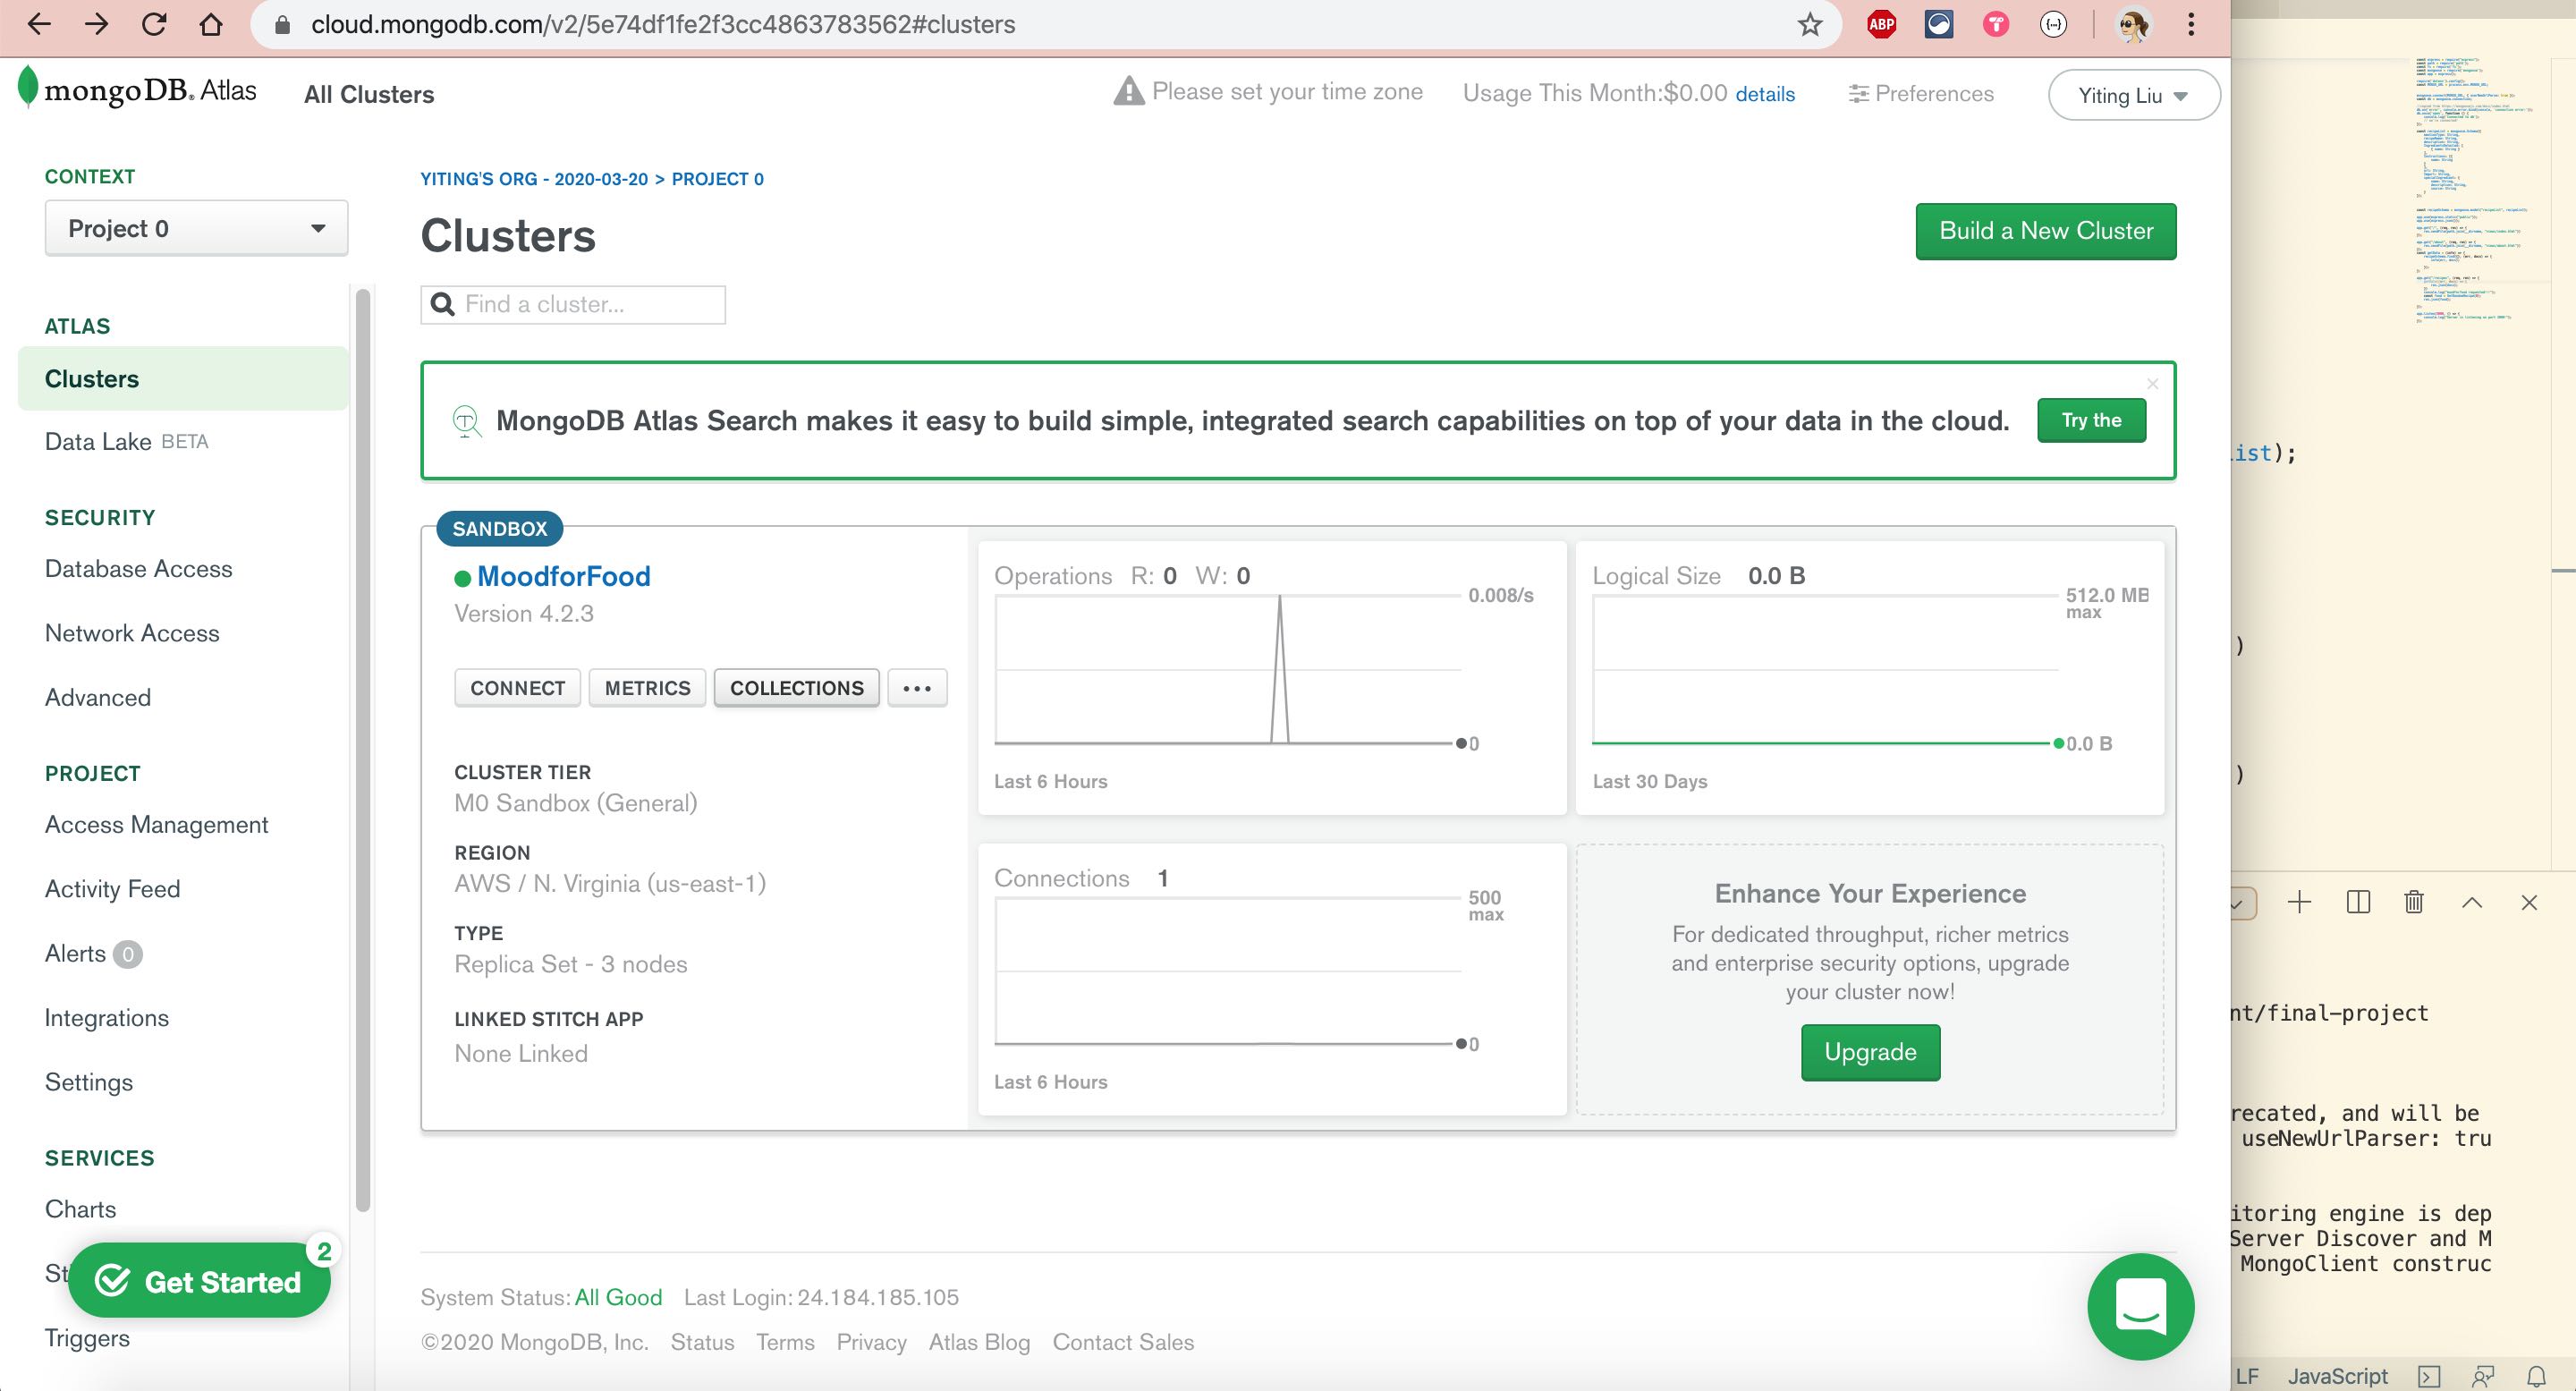 cloud.mongodb.com/v2/5e74df1fe2f3cc4863783562#clusters
ABP
mongoDB. Atlas
All Clusters
Please set your time zone
Usage This Month:$0.00 details
Preferences
Yiting Liu
CONTEXT
Project 0
ATLAS
Clusters
Data Lake BETA
SECURITY
Database Access
Network Access
Advanced
PROJECT
Access Management
Activity Feed
Alerts 0
Integrations
Settings
SERVICES
Charts
St
Get Started
2
Triggers
YITING'S ORG - 2020-03-20 > PROJECT 0
Clusters
Build a New Cluster
Find a cluster...
MongoDB Atlas Search makes it easy to build simple, integrated search capabilities on top of your data in the cloud.
Try the
SANDBOX
MoodforFood
Version 4.2.3
CONNECT
METRICS
COLLECTIONS
...
CLUSTER TIER
M0 Sandbox (General)
REGION
AWS / N. Virginia (us-east-1)
TYPE
Replica Set - 3 nodes
LINKED STITCH APP
None Linked
Operations R: 0 W: 0
0.008/s
0
Last 6 Hours
Logical Size 0.0 B
512.0 MB
max
0.0 B
Last 30 Days
Connections 1
500
max
0
Last 6 Hours
Enhance Your Experience
For dedicated throughput, richer metrics
and enterprise security options, upgrade
your cluster now!
Upgrade
System Status: All Good Last Login: 24.184.185.105
©2020 MongoDB, Inc. Status Terms Privacy Atlas Blog Contact Sales
ist);
)
)
nt/final-project
recated, and will be
useNewUrlParser: tru
itoring engine is dep
Server Discover and M
MongoClient construc
LF JavaScript